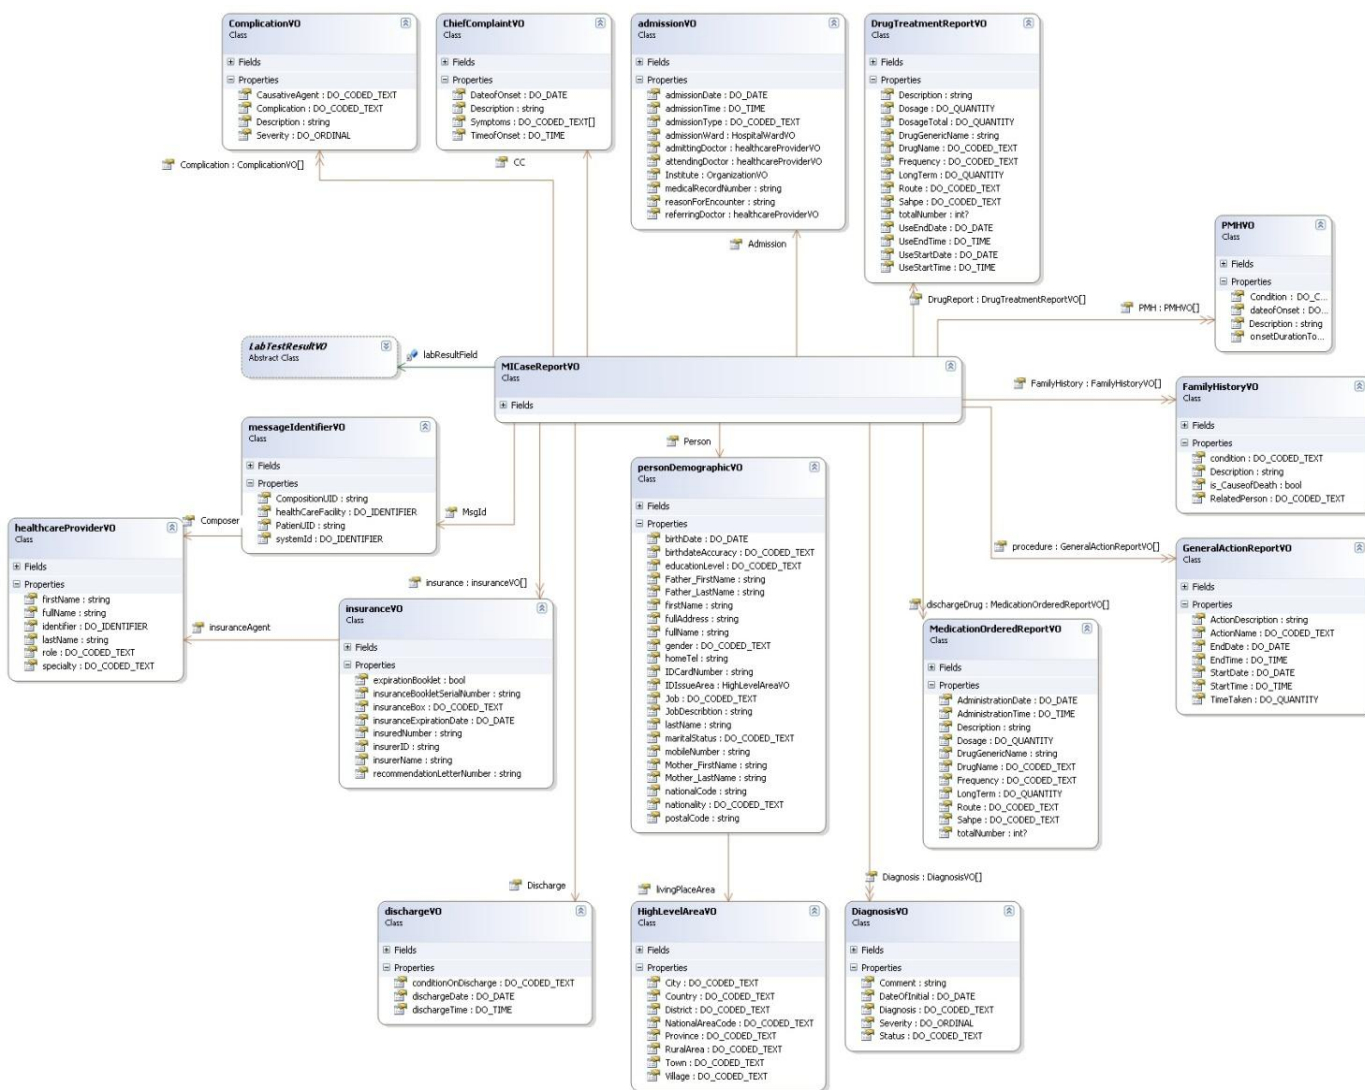 ComplicationVO
Class
Fields
Properties
CausativeAgent : DO_CODED_TEXT
Complication : DO_CODED_TEXT
Description : string
Severity : DO_ORDINAL
ChiefComplaintVO
Class
Fields
Properties
DateofOnset : DO_DATE
Description : string
Symptoms : DO_CODED_TEXT[]
TimeofOnset : DO_TIME
admissionVO
Class
Fields
Properties
admissionDate : DO_DATE
admissionTime : DO_TIME
admissionType : DO_CODED_TEXT
admissionWard : HospitalWardVO
admittingDoctor : healthcareProviderVO
attendingDoctor : healthcareProviderVO
Institute : OrganizationVO
medicalRecordNumber : string
reasonForEncounter : string
referringDoctor : healthcareProviderVO
DrugTreatmentReportVO
Class
Fields
Properties
Description : string
Dosage : DO_QUANTITY
DosageTotal : DO_QUANTITY
DrugGenericName : string
DrugName : DO_CODED_TEXT
Frequency : DO_CODED_TEXT
LongTerm : DO_QUANTITY
Route : DO_CODED_TEXT
Sahpe : DO_CODED_TEXT
totalNumber : int?
UseEndDate : DO_DATE
UseEndTime : DO_TIME
UseStartDate : DO_DATE
UseStartTime : DO_TIME
Complication : ComplicationVO[]
CC
Admission
DrugReport : DrugTreatmentReportVO[]
PMH : PMHVO[]
PMHVO
Class
Fields
Properties
Condition : DO_C...
dateofOnset : DO...
Description : string
onsetDurationTo...
LabTestResultVO
Abstract Class
labResultField
MICaseReportVO
Class
Fields
FamilyHistory : FamilyHistoryVO[]
FamilyHistoryVO
Class
Fields
Properties
condition : DO_CODED_TEXT
Description : string
is_CauseofDeath : bool
RelatedPerson : DO_CODED_TEXT
messageIdentifierVO
Class
Fields
Properties
CompositionUID : string
healthCareFacility : DO_IDENTIFIER
PatienUID : string
systemId : DO_IDENTIFIER
MsgId
Composer
Person
healthcareProviderVO
Class
Fields
Properties
firstName : string
fullName : string
identifier : DO_IDENTIFIER
lastName : string
role : DO_CODED_TEXT
specialty : DO_CODED_TEXT
insuranceAgent
insurance : insuranceVO[]
insuranceVO
Class
Fields
Properties
expirationBooklet : bool
insuranceBookletSerialNumber : string
insuranceBox : DO_CODED_TEXT
insuranceExpirationDate : DO_DATE
insuredNumber : string
insurerID : string
insurerName : string
recommendationLetterNumber : string
personDemographicVO
Class
Fields
Properties
birthDate : DO_DATE
birthdateAccuracy : DO_CODED_TEXT
educationLevel : DO_CODED_TEXT
Father_FirstName : string
Father_LastName : string
firstName : string
fullAddress : string
fullName : string
gender : DO_CODED_TEXT
homeTel : string
IDCardNumber : string
IDIssueArea : HighLevelAreaVO
Job : DO_CODED_TEXT
JobDescribtion : string
lastName : string
maritalStatus : DO_CODED_TEXT
mobileNumber : string
Mother_FirstName : string
Mother_LastName : string
nationalCode : string
nationality : DO_CODED_TEXT
postalCode : string
procedure : GeneralActionReportVO[]
GeneralActionReportVO
Class
Fields
Properties
ActionDescription : string
ActionName : DO_CODED_TEXT
EndDate : DO_DATE
EndTime : DO_TIME
StartDate : DO_DATE
StartTime : DO_TIME
TimeTaken : DO_QUANTITY
dischargeDrug : MedicationOrderedReportVO[]
MedicationOrderedReportVO
Class
Fields
Properties
AdministrationDate : DO_DATE
AdministrationTime : DO_TIME
Description : string
Dosage : DO_QUANTITY
DrugGenericName : string
DrugName : DO_CODED_TEXT
Frequency : DO_CODED_TEXT
LongTerm : DO_QUANTITY
Route : DO_CODED_TEXT
Sahpe : DO_CODED_TEXT
totalNumber : int?
Discharge
livingPlaceArea
Diagnosis : DiagnosisVO[]
dischargeVO
Class
Fields
Properties
conditionOnDischarge : DO_CODED_TEXT
dischargeDate : DO_DATE
dischargeTime : DO_TIME
HighLevelAreaVO
Class
Fields
Properties
City : DO_CODED_TEXT
Country : DO_CODED_TEXT
District : DO_CODED_TEXT
NationalAreaCode : DO_CODED_TEXT
Province : DO_CODED_TEXT
RuralArea : DO_CODED_TEXT
Town : DO_CODED_TEXT
Village : DO_CODED_TEXT
DiagnosisVO
Class
Fields
Properties
Comment : string
DateOfInitial : DO_DATE
Diagnosis : DO_CODED_TEXT
Severity : DO_ORDINAL
Status : DO_CODED_TEXT